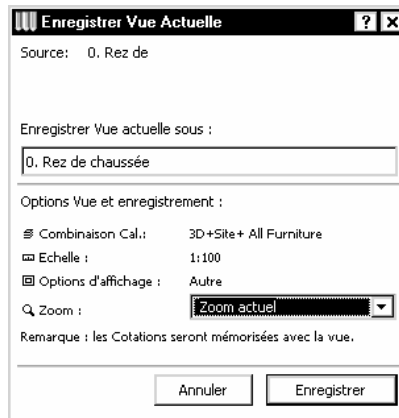 Enregistrer Vue Actuelle
Source: 0. Rez de
Enregistrer Vue actuelle sous :
0. Rez de chaussée
Options Vue et enregistrement :
Combinaison Cal.: 3D+Site+ All Furniture
Echelle : 1:100
Options d'affichage : Autre
Zoom : Zoom actuel
Remarque : les Cotations seront mémorisées avec la vue.
Annuler Enregistrer